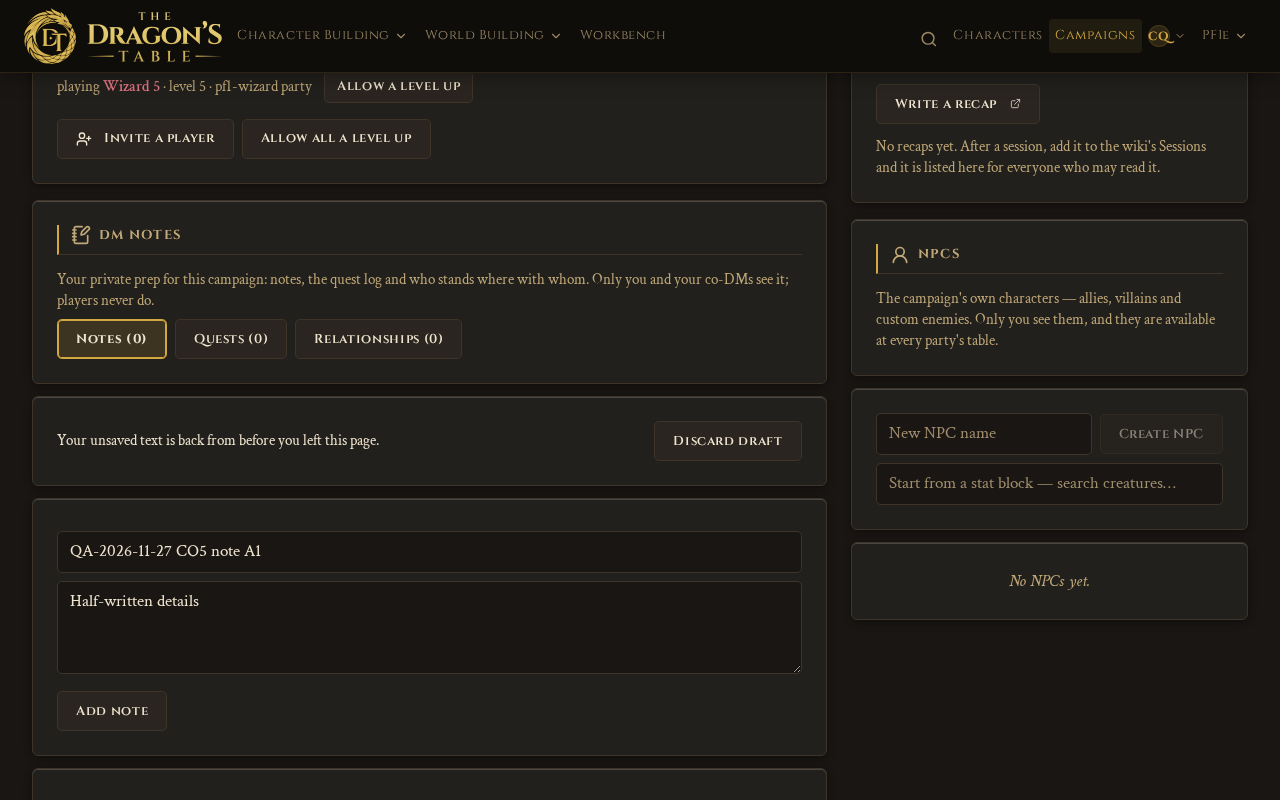 THE
DRAGON'S
TABLE
DT
CHARACTER BUILDING
WORLD BUILDING
WORKBENCH
CHARACTERS
CAMPAIGNS
CQ
PF1E
playing Wizard 5 · level 5 · pf1-wizard party
ALLOW A LEVEL UP
INVITE A PLAYER
ALLOW ALL A LEVEL UP
DM NOTES
Your private prep for this campaign: notes, the quest log and who stands where with whom. Only you and your co-DMs see it;
players never do.
NOTES (0)
QUESTS (0)
RELATIONSHIPS (0)
Your unsaved text is back from before you left this page.
DISCARD DRAFT
QA-2026-11-27 CO5 note A1
Half-written details
ADD NOTE
WRITE A RECAP
No recaps yet. After a session, add it to the wiki's Sessions
and it is listed here for everyone who may read it.
NPCS
The campaign's own characters — allies, villains and
custom enemies. Only you see them, and they are available
at every party's table.
New NPC name
CREATE NPC
Start from a stat block — search creatures…
No NPCs yet.